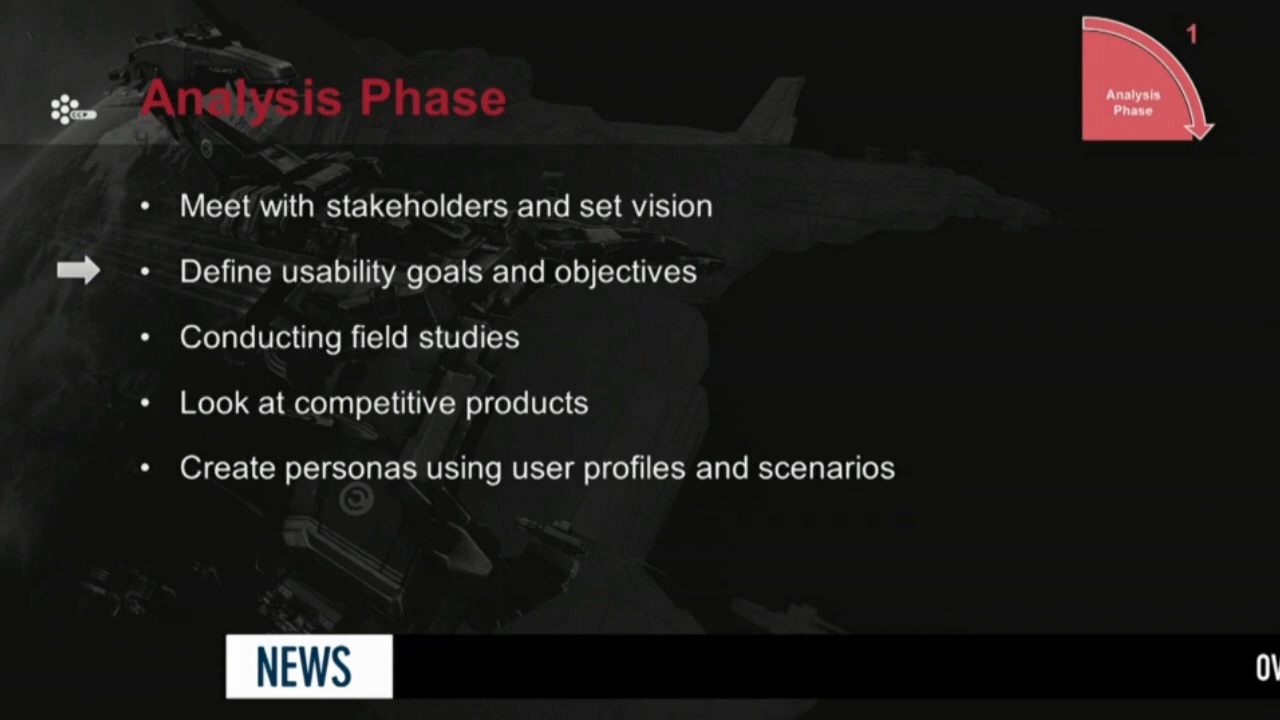 1
Analysis Phase
Analysis
Phase
CCP
• Meet with stakeholders and set vision
• Define usability goals and objectives
• Conducting field studies
• Look at competitive products
• Create personas using user profiles and scenarios
NEWS